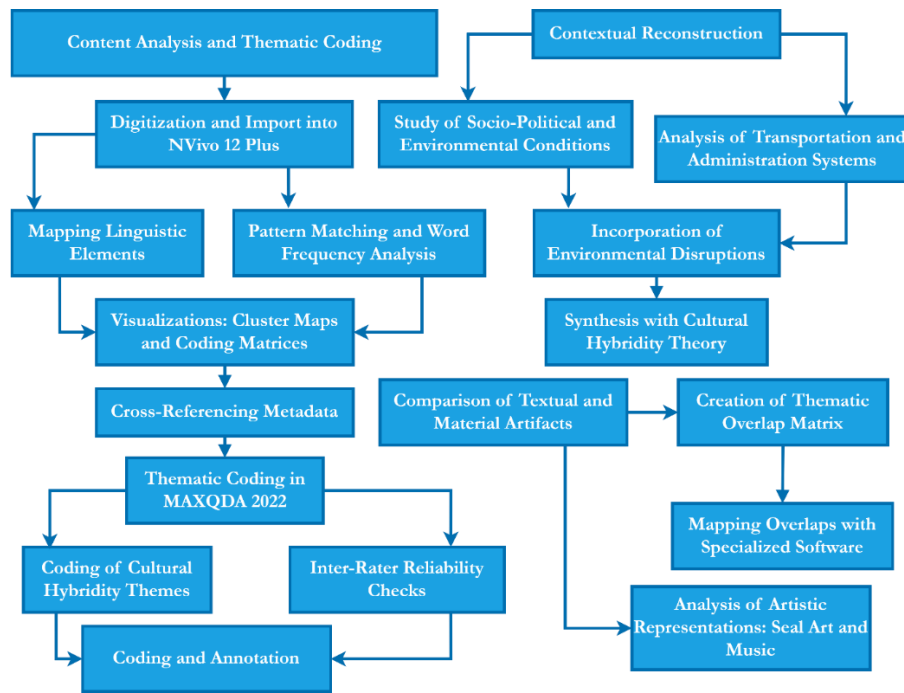 Content Analysis and Thematic Coding
Digitization and Import into
NVivo 12 Plus
Mapping Linguistic
Elements
Pattern Matching and Word
Frequency Analysis
Visualizations: Cluster Maps
and Coding Matrices
Cross-Referencing Metadata
Thematic Coding in
MAXQDA 2022
Coding of Cultural
Hybridity Themes
Inter-Rater Reliability
Checks
Coding and Annotation
Contextual Reconstruction
Study of Socio-Political and
Environmental Conditions
Analysis of Transportation and
Administration Systems
Incorporation of
Environmental Disruptions
Synthesis with Cultural
Hybridity Theory
Comparison of Textual and
Material Artifacts
Creation of Thematic
Overlap Matrix
Mapping Overlaps with
Specialized Software
Analysis of Artistic
Representations: Seal Art and
Music